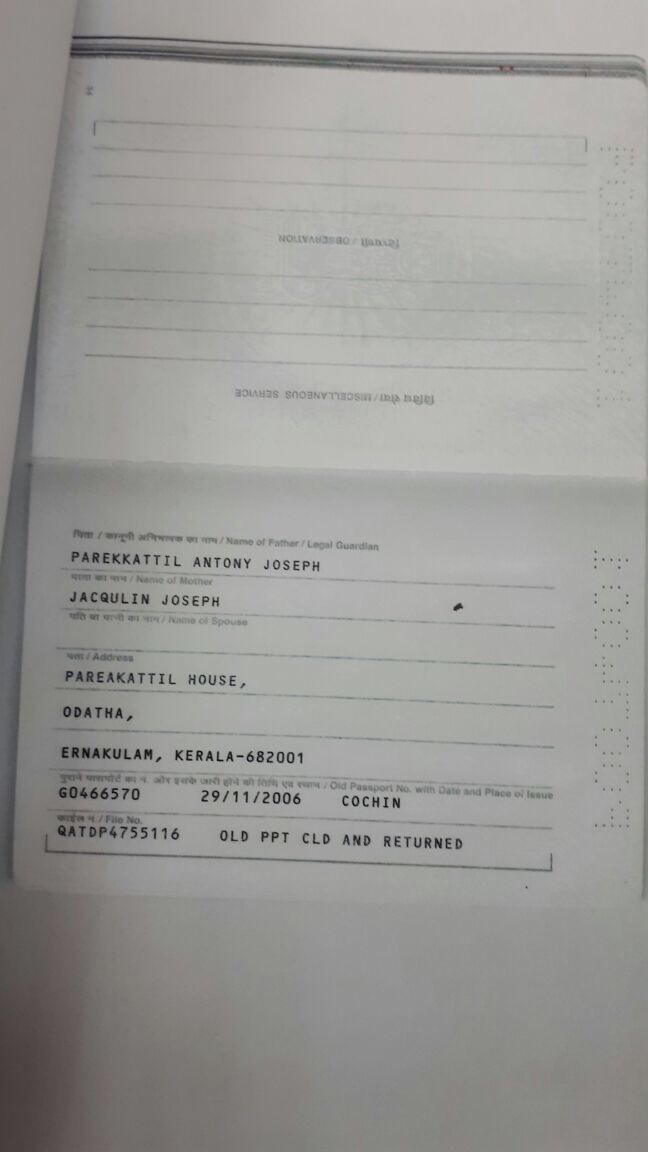 34
टिप्पणी / OBSERVATION
विविध सेवा / MISCELLANEOUS SERVICE
पिता / कानूनी अभिभावक का नाम / Name of Father / Legal Guardian
PAREKKATTIL ANTONY JOSEPH
माता का नाम / Name of Mother
JACQULIN JOSEPH
पति या पत्नी का नाम / Name of Spouse
पता / Address
PAREAKATTIL HOUSE,
ODATHA,
ERNAKULAM, KERALA-682001
पुराने पासपोर्ट का नं. और इसके जारी होने की तिथि एवं स्थान / Old Passport No. with Date and Place of Issue
G0466570 29/11/2006 COCHIN
फाईल नं. / File No.
QATDP4755116 OLD PPT CLD AND RETURNED